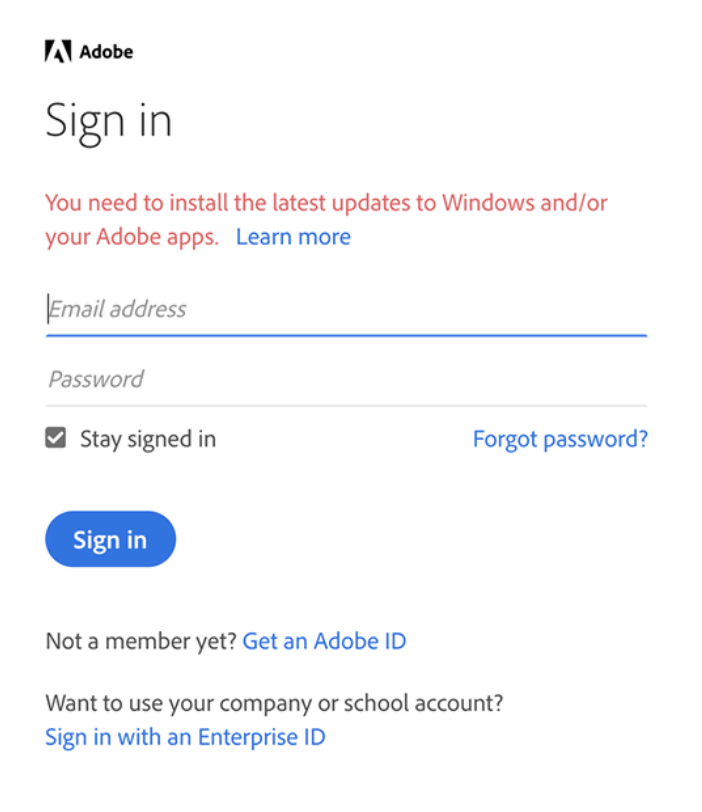 Adobe
Sign in
You need to install the latest updates to Windows and/or
your Adobe apps. Learn more
Email address
Password
Stay signed in Forgot password?
Sign in
Not a member yet? Get an Adobe ID
Want to use your company or school account?
Sign in with an Enterprise ID